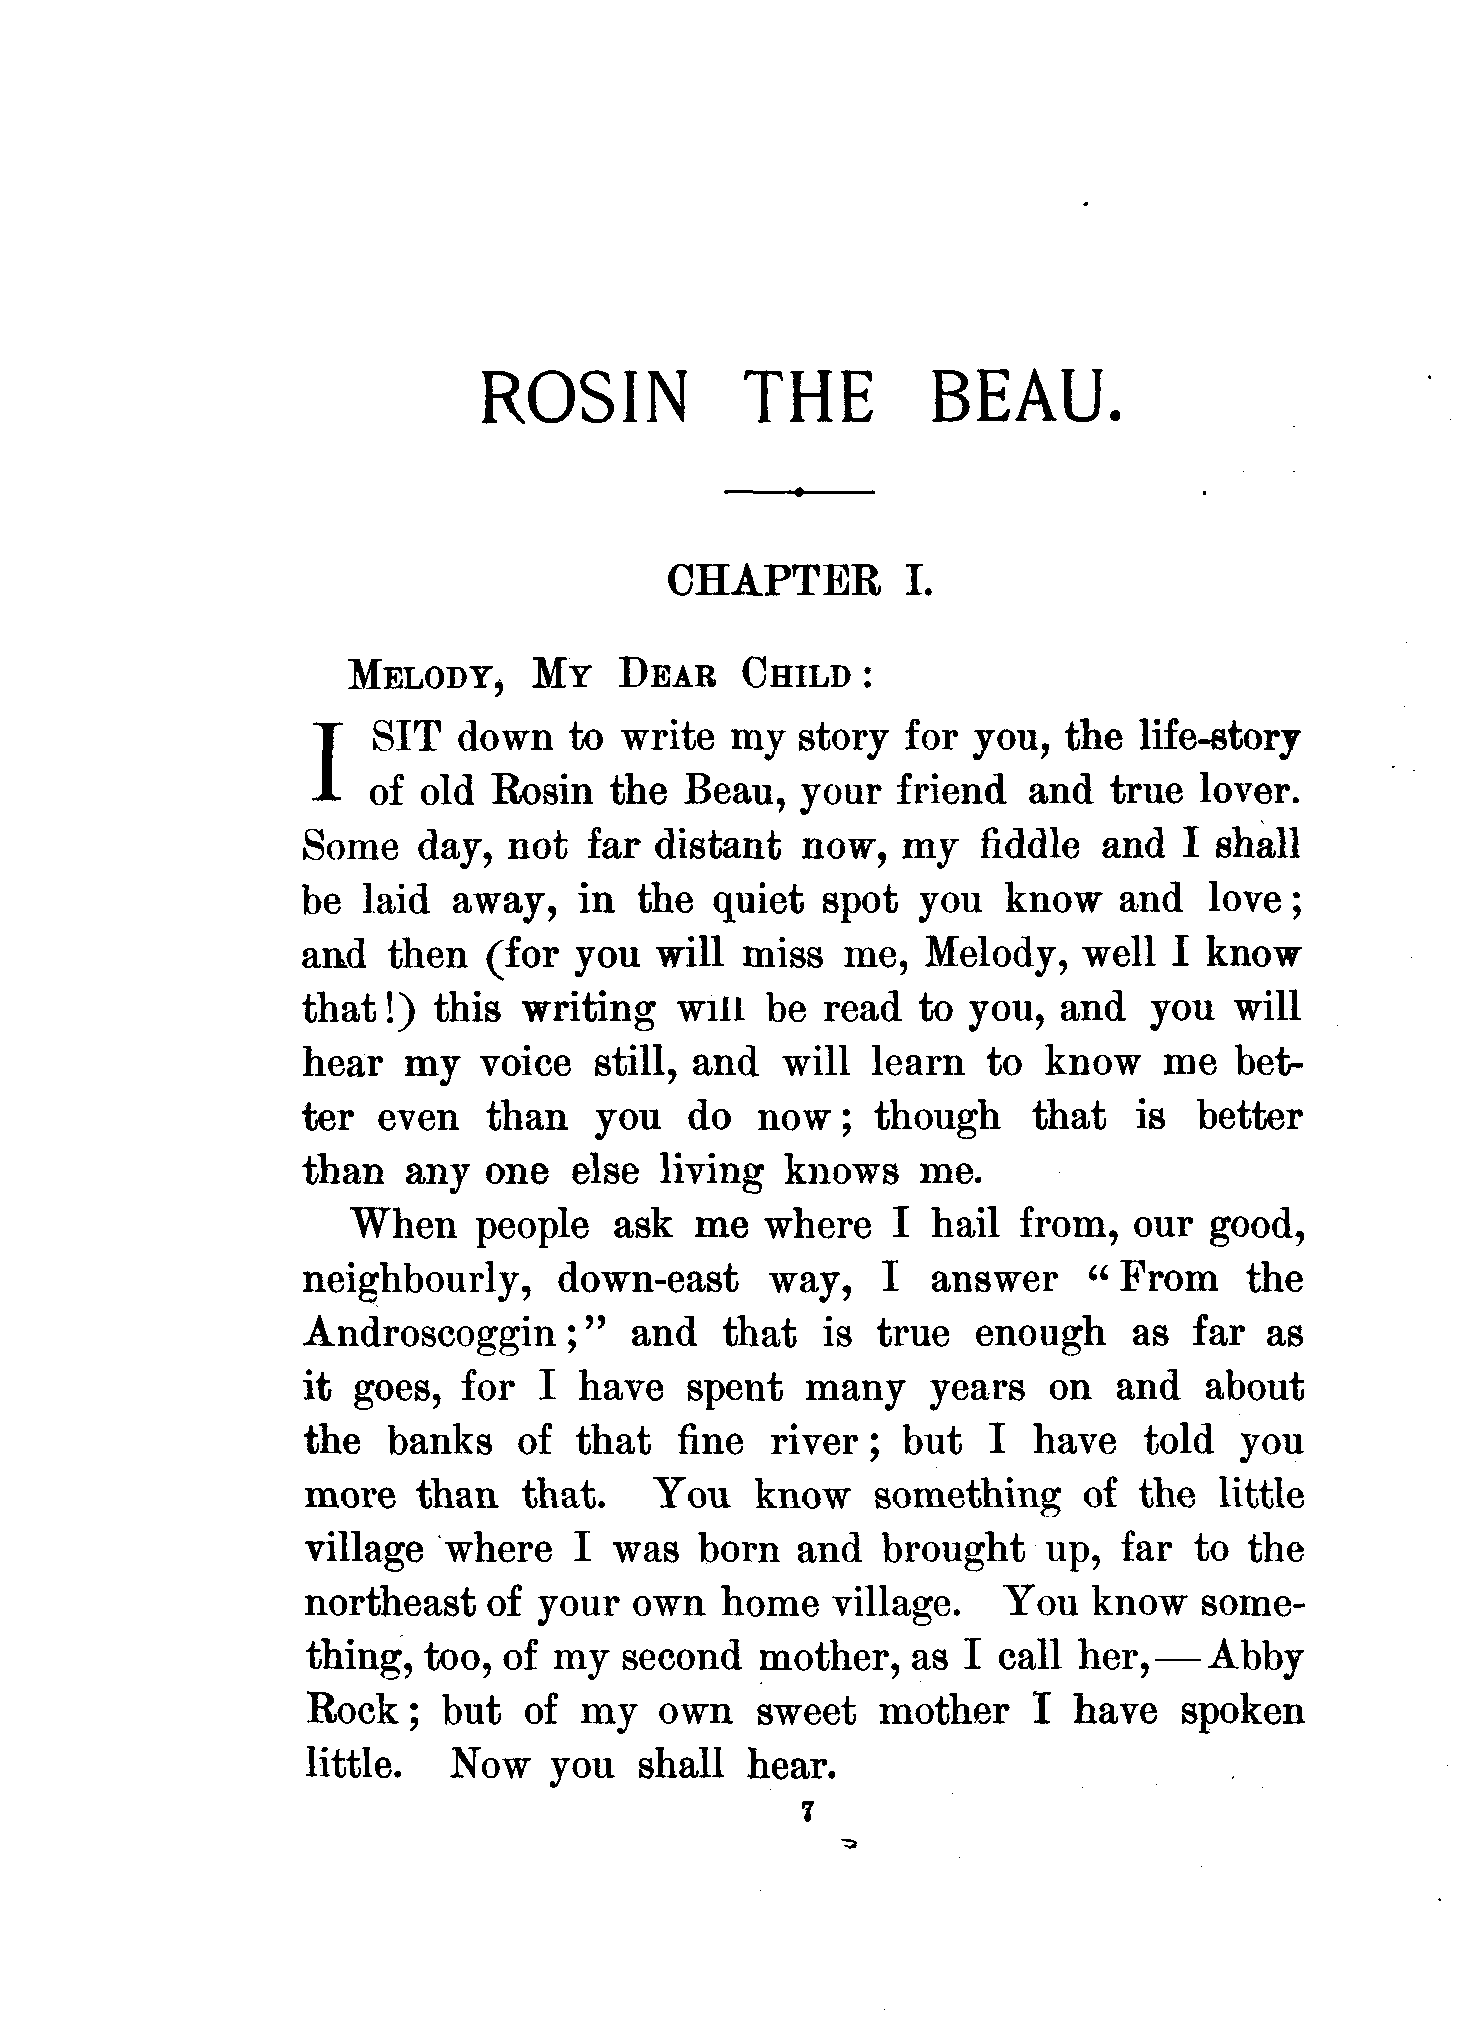 ROSIN THE BEAU.
CHAPTER I.
MELODY, MY DEAR CHILD :
I SIT down to write my story for you, the life-story
of old Rosin the Beau, your friend and true lover.
Some day, not far distant now, my fiddle and I shall
be laid away, in the quiet spot you know and love ;
and then (for you will miss me, Melody, well I know
that !) this writing will be read to you, and you will
hear my voice still, and will learn to know me bet-
ter even than you do now ; though that is better
than any one else living knows me.
When people ask me where I hail from, our good,
neighbourly, down-east way, I answer “ From the
Androscoggin ; ” and that is true enough as far as
it goes, for I have spent many years on and about
the banks of that fine river ; but I have told you
more than that. You know something of the little
village where I was born and brought up, far to the
northeast of your own home village. You know some-
thing, too, of my second mother, as I call her,—Abby
Rock ; but of my own sweet mother I have spoken
little. Now you shall hear.
7